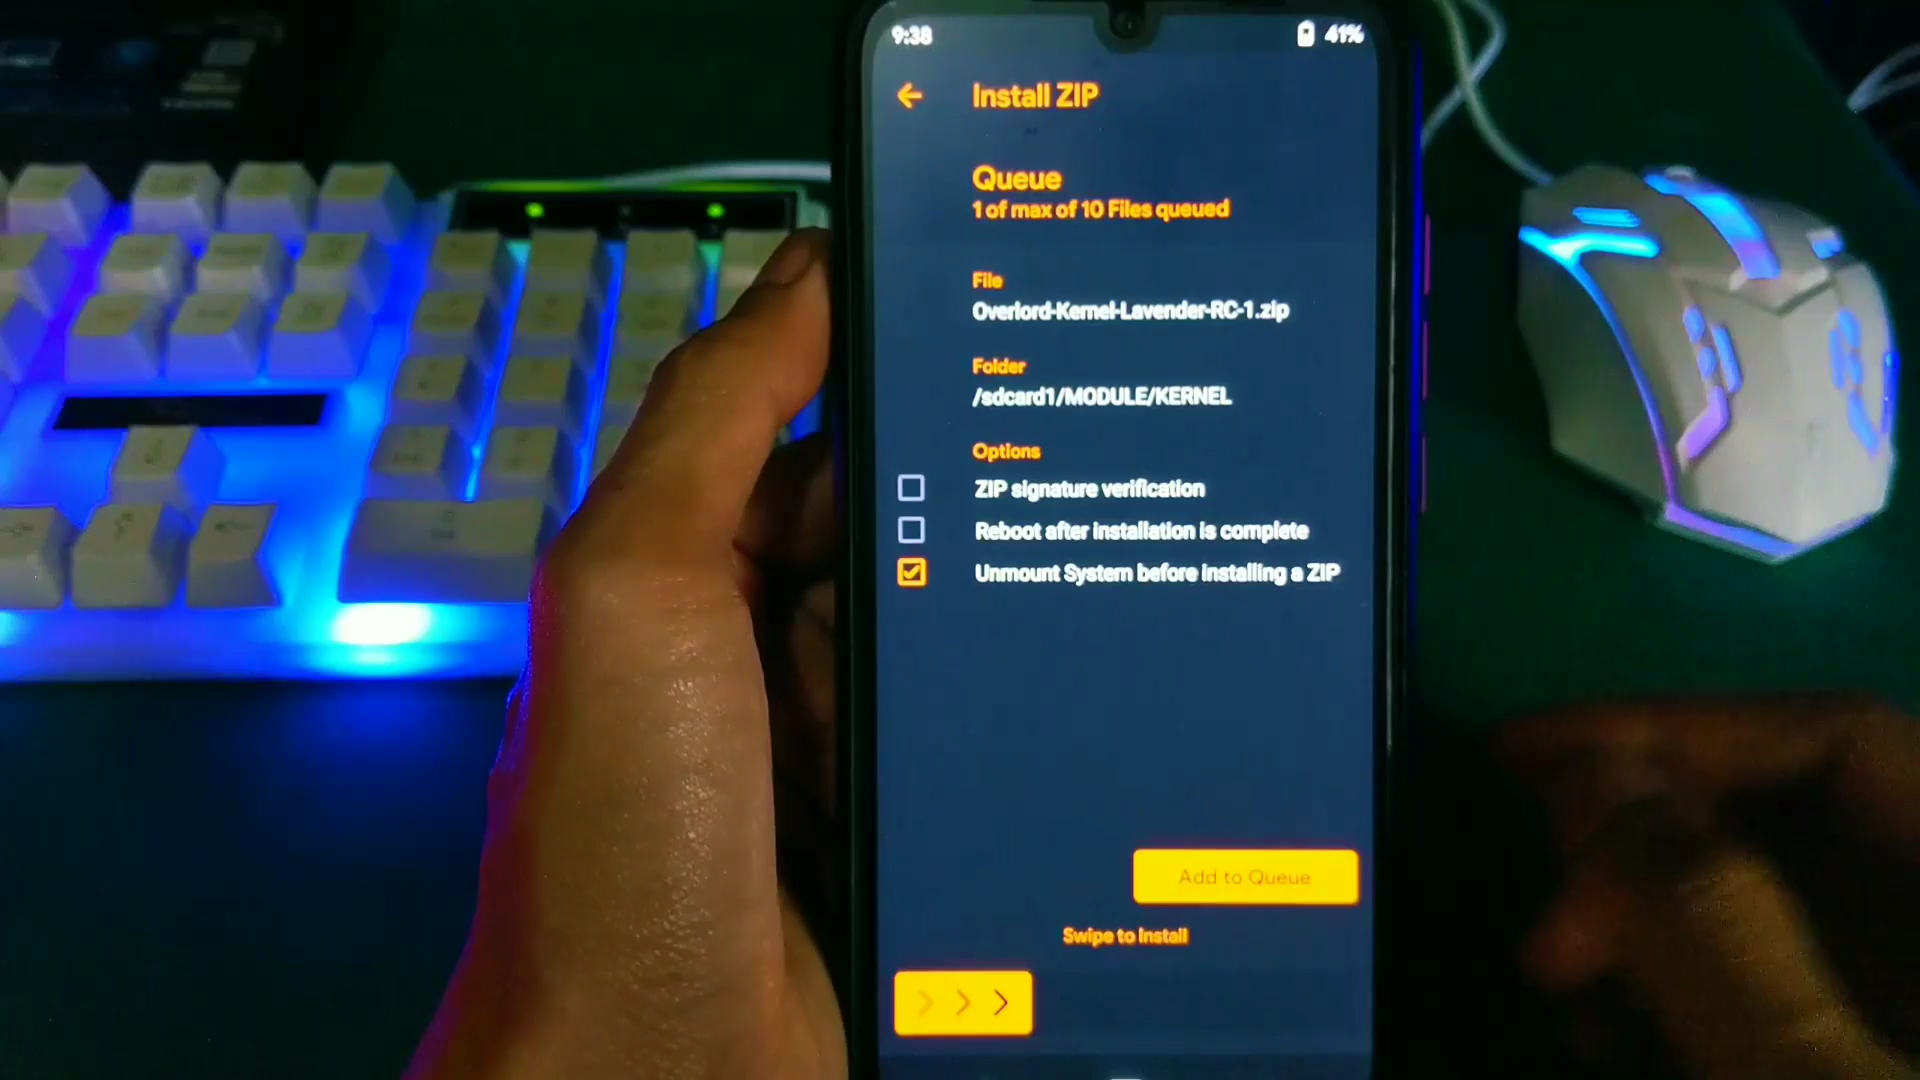 9:38
41%
Install ZIP
Queue
1 of max of 10 Files queued
File
Overlord-Kernel-Lavender-RC-1.zip
Folder
/sdcard1/MODULE/KERNEL
Options
ZIP signature verification
Reboot after installation is complete
Unmount System before installing a ZIP
Add to Queue
Swipe to Install